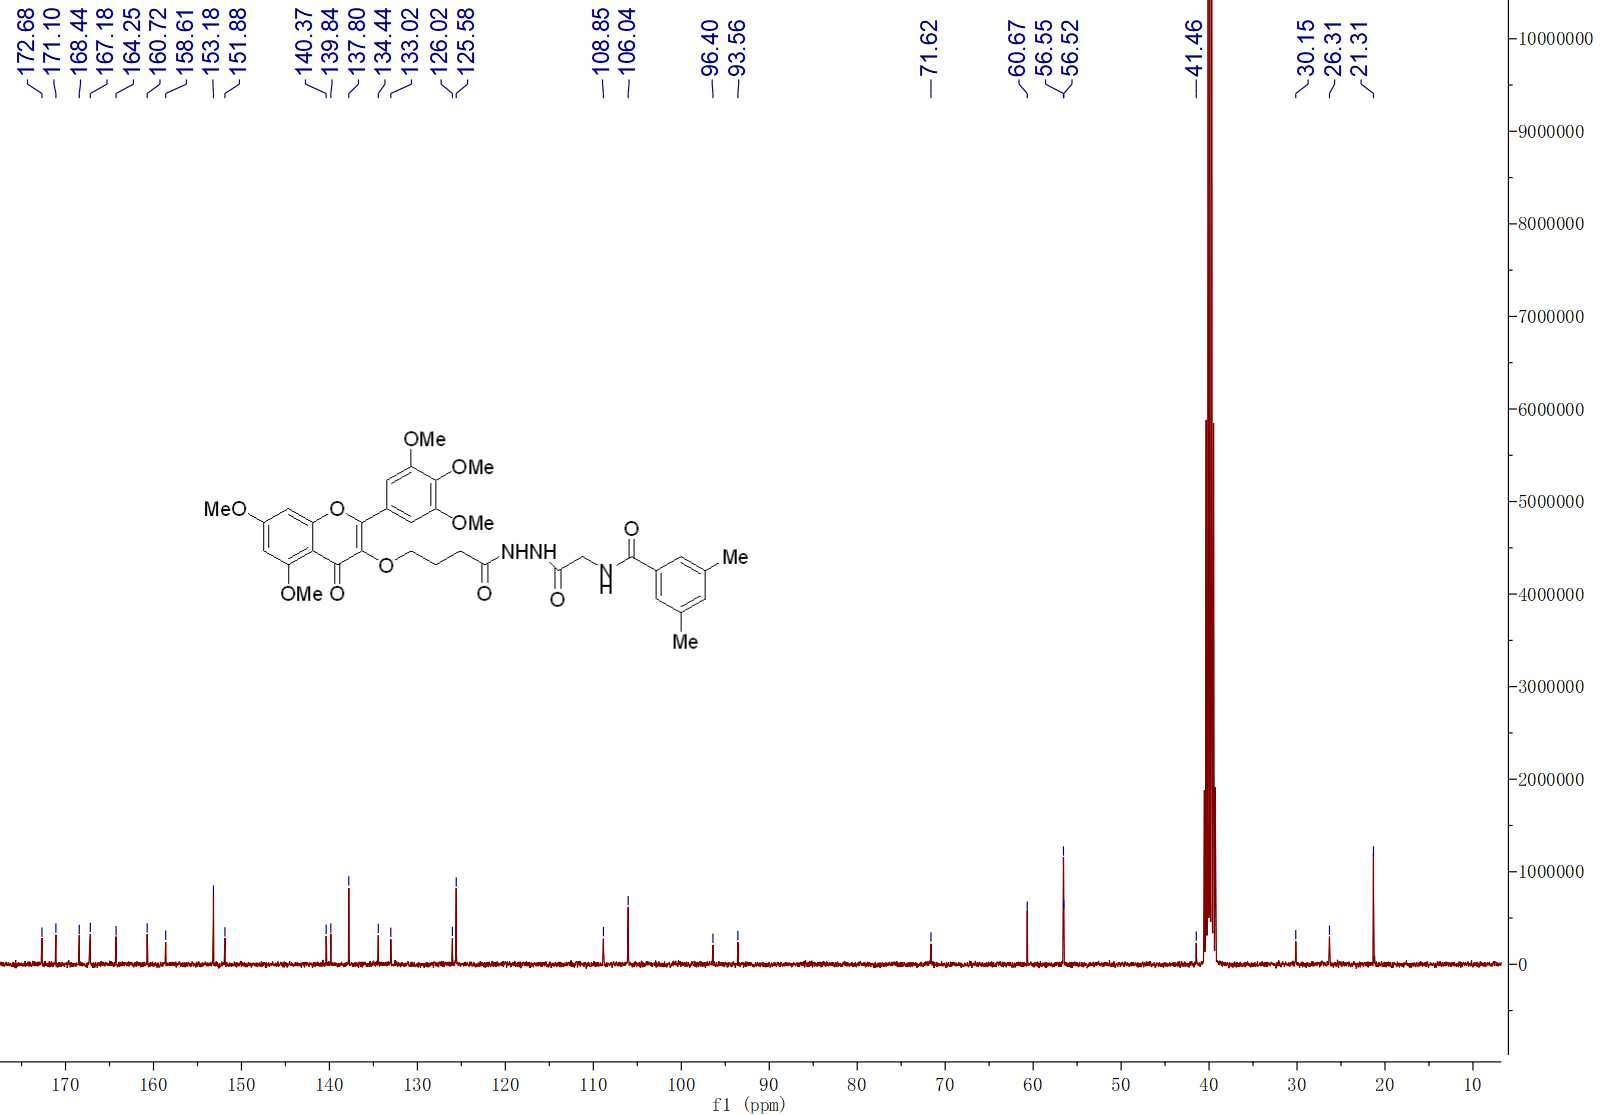 172.68
171.10
168.44
167.18
164.25
160.72
158.61
153.18
151.88
140.37
139.84
137.80
134.44
133.02
126.02
125.58
108.85
106.04
96.40
93.56
71.62
60.67
56.55
56.52
41.46
30.15
26.31
21.31
10000000
9000000
8000000
7000000
6000000
5000000
4000000
3000000
2000000
1000000
0
OMe
OMe
MeO
O
OMe
O
OMe
O
O
NHNH
O
O
N
H
Me
Me
170 160 150 140 130 120 110 100 90 80 70 60 50 40 30 20 10
f1 (ppm)